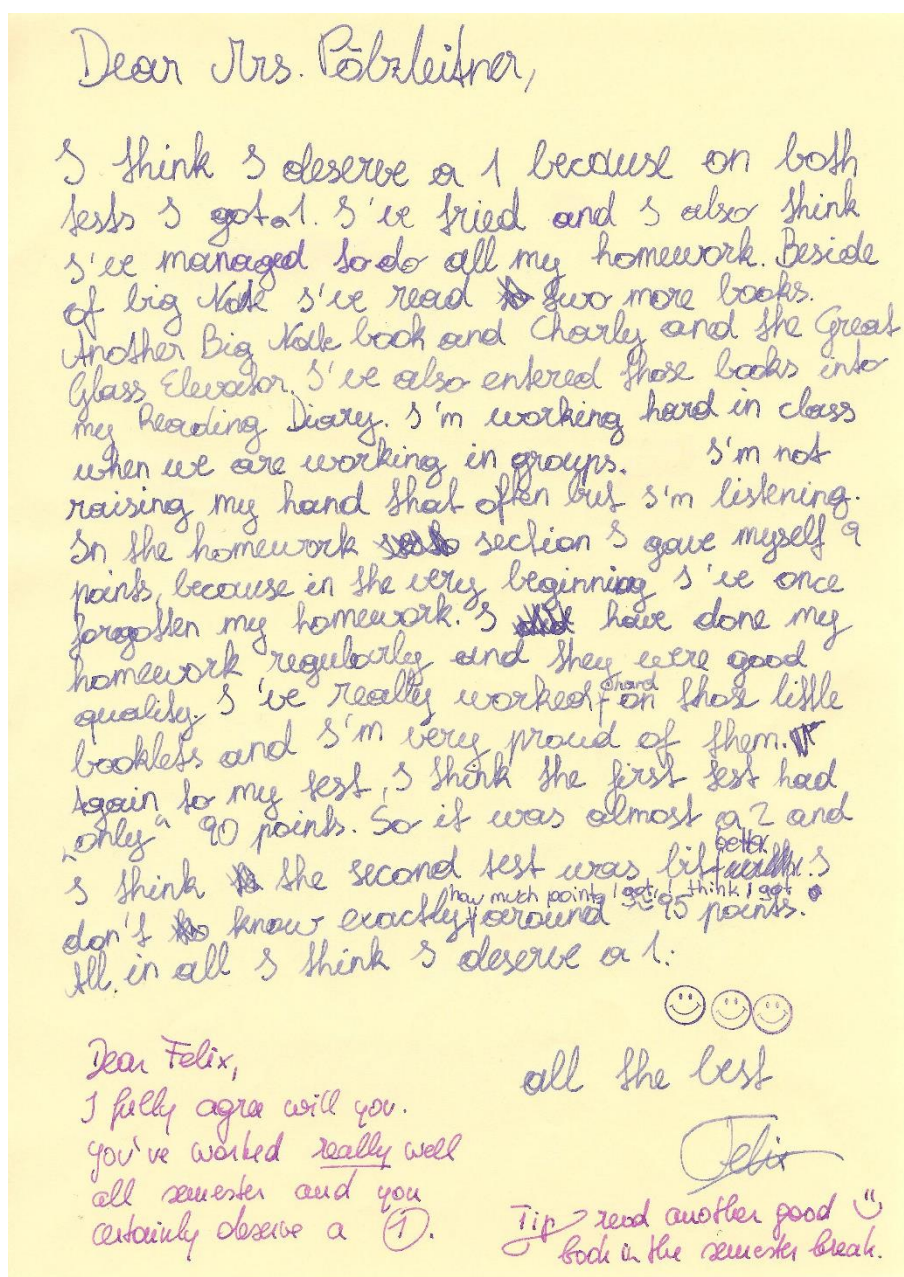 Dear Mrs. Pölzleitner,
I think I deserve a 1 because on both
tests I got a 1. I've tried and I also think
I've managed to do all my homework. Beside
of big Nate I've read two more books.
Another Big Nate book and Charly and the Great
Glass Elevator. I've also entered those books into
my Reading Diary. I'm working hard in class
when we are working in groups. I'm not
raising my hand that often but I'm listening.
In the homework section I gave myself 9
points, because in the very beginning I've once
forgotten my homework. I have done my
homework regularly and they were good
quality. I've really worked hard on those little
booklets and I'm very proud of them.
Again to my test, I think the first test had
„only“ 90 points. So it was almost a 2 and
I think the second test was bit better. I
don't know exactly how much points I got, I think I got around ≈ 95 points.
All in all I think I deserve a 1:
all the best
Felix
Dear Felix,
I fully agree will you.
You've worked really well
all semester and you
certainly deserve a 1.
Tip read another good
book in the semester break.